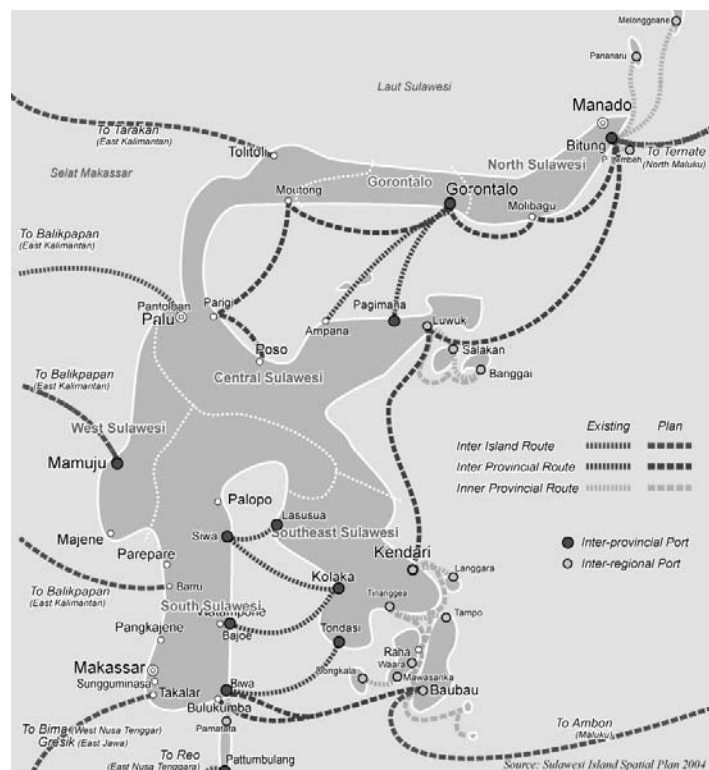 Melonggoane
Pananaru
Laut Sulawesi
Manado
To Tarakan
(East Kalimantan)
Bitung
Tolitoli
North Sulawesi
To Ternate
(North Maluku)
Selat Makassar
Gorontalo
Gorontalo
Moutong
Molibagu
To Balikpapan
(East Kalimantan)
Pantoloan
Parigi
Pagimana
Palu
Ampana
Luwuk
Poso
Salakan
Banggai
Central Sulawesi
To Balikpapan
(East Kalimantan)
West Sulawesi
Existing
Plan
Inter Island Route
Mamuju
Inter Provincial Route
Inner Provincial Route
Palopo
Lasusua
Majene
Siwa
Southeast Sulawesi
Inter-provincial Port
Parepare
Kendari
Inter-regional Port
Langgara
To Balikpapan
(East Kalimantan)
Barru
Kolaka
Tinanggea
South Sulawesi
Watampone
Tampo
Pangkajene
Bajoe
Tondasi
Raha
Waara
Makassar
Sungguminasa
Dongkala
Mawasanka
Takalar
Biwa
Baubau
Bulukumba
To Bima (West Nusa Tenggar)
Gresik (East Jawa)
Pamatata
To Ambon
(Maluku)
To Reo
(East Nusa Tenggara)
Pattumbulang
Source: Sulawesi Island Spatial Plan 2004